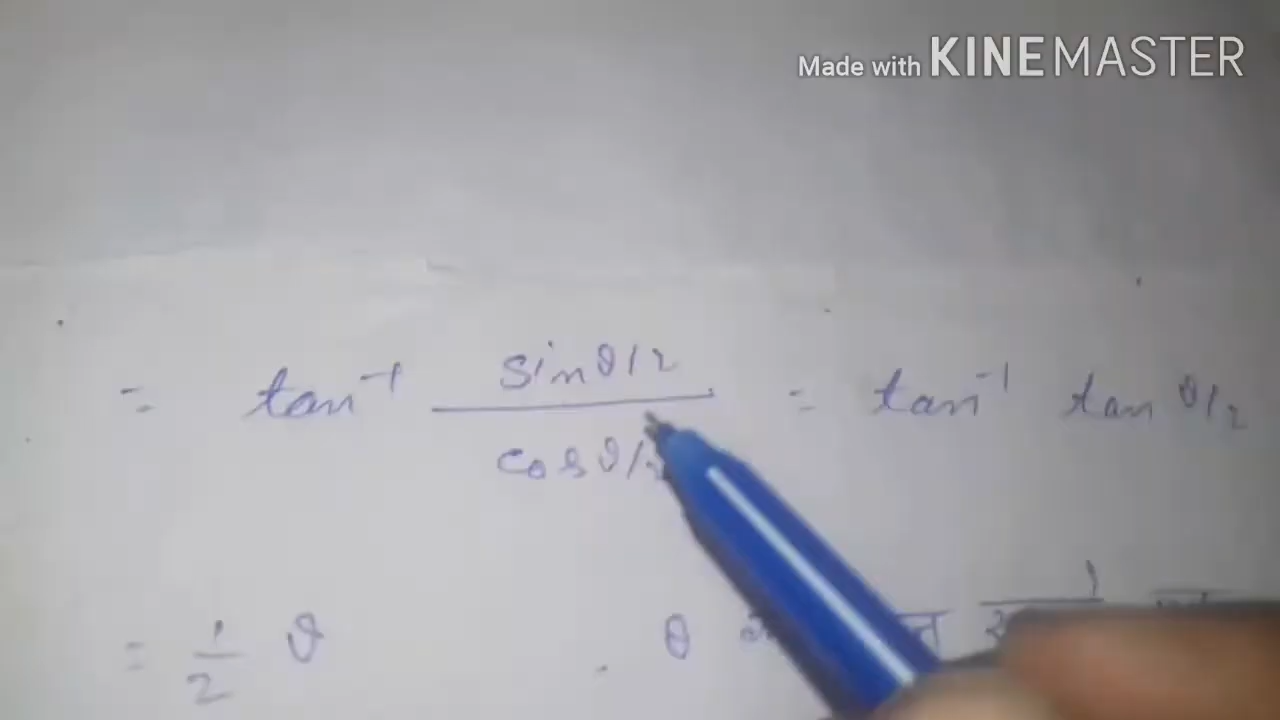 Made with KINEMASTER
= tan⁻¹ sinθ/2 / cosθ/2 = tan⁻¹ tan θ/2
= 1/2 θ θ